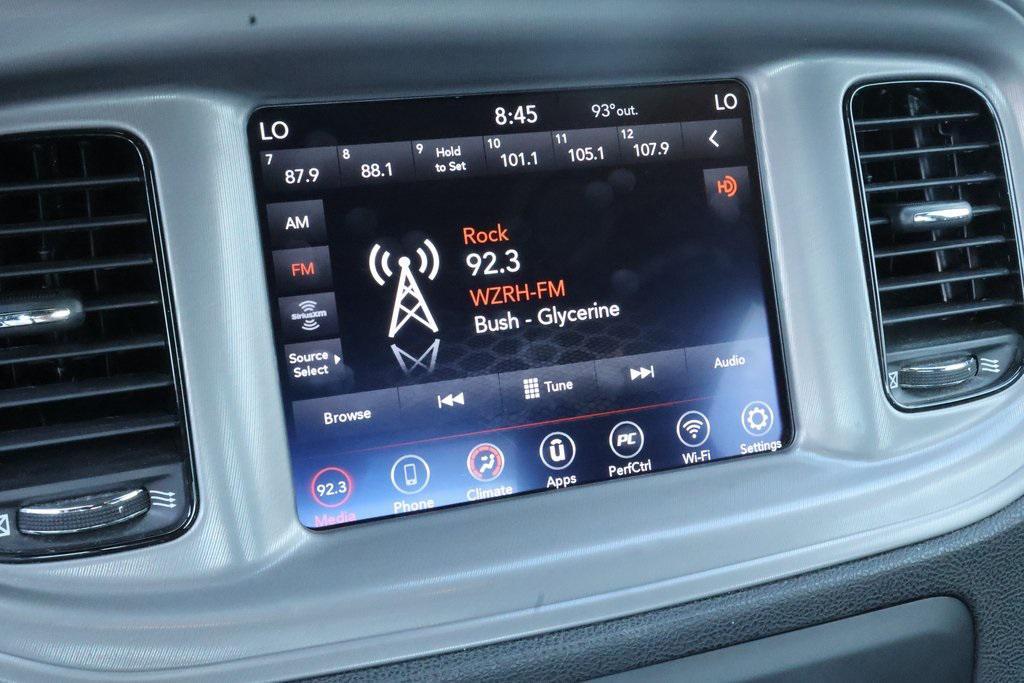 LO 8:45 93° out. LO
7 87.9 8 88.1 9 Hold to Set 10 101.1 11 105.1 12 107.9 <
HD
AM
FM
SiriusXM
Source
Select
Rock
92.3
WZRH-FM
Bush - Glycerine
Browse Tune Audio
92.3 PC
Media Phone Climate Apps PerfCtrl Wi-Fi Settings